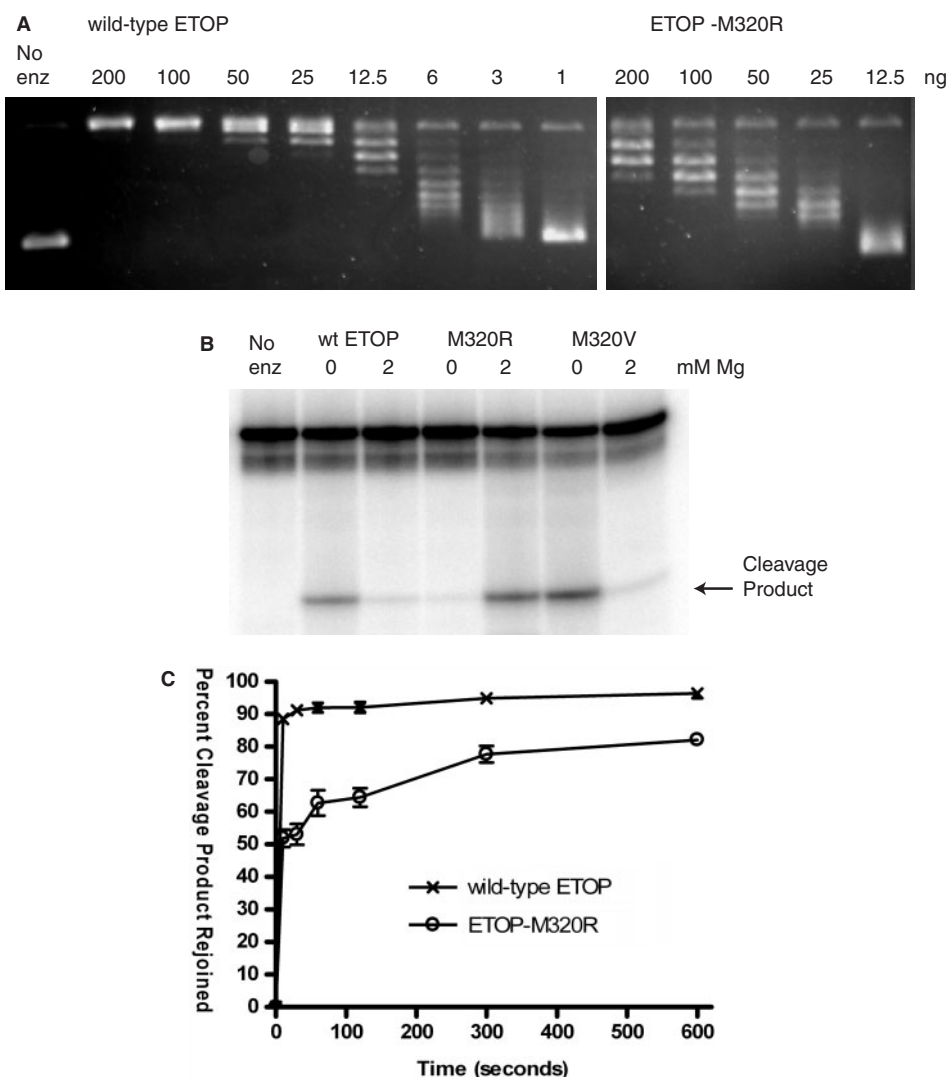 A wild-type ETOP ETOP -M320R
No
enz 200 100 50 25 12.5 6 3 1 200 100 50 25 12.5 ng
B No wt ETOP M320R M320V
enz 0 2 0 2 0 2 mM Mg
Cleavage
Product
C
Percent Cleavage Product Rejoined
100
90
80
70
60
50
40
30
20
10
0
wild-type ETOP
ETOP-M320R
0 100 200 300 400 500 600
Time (seconds)